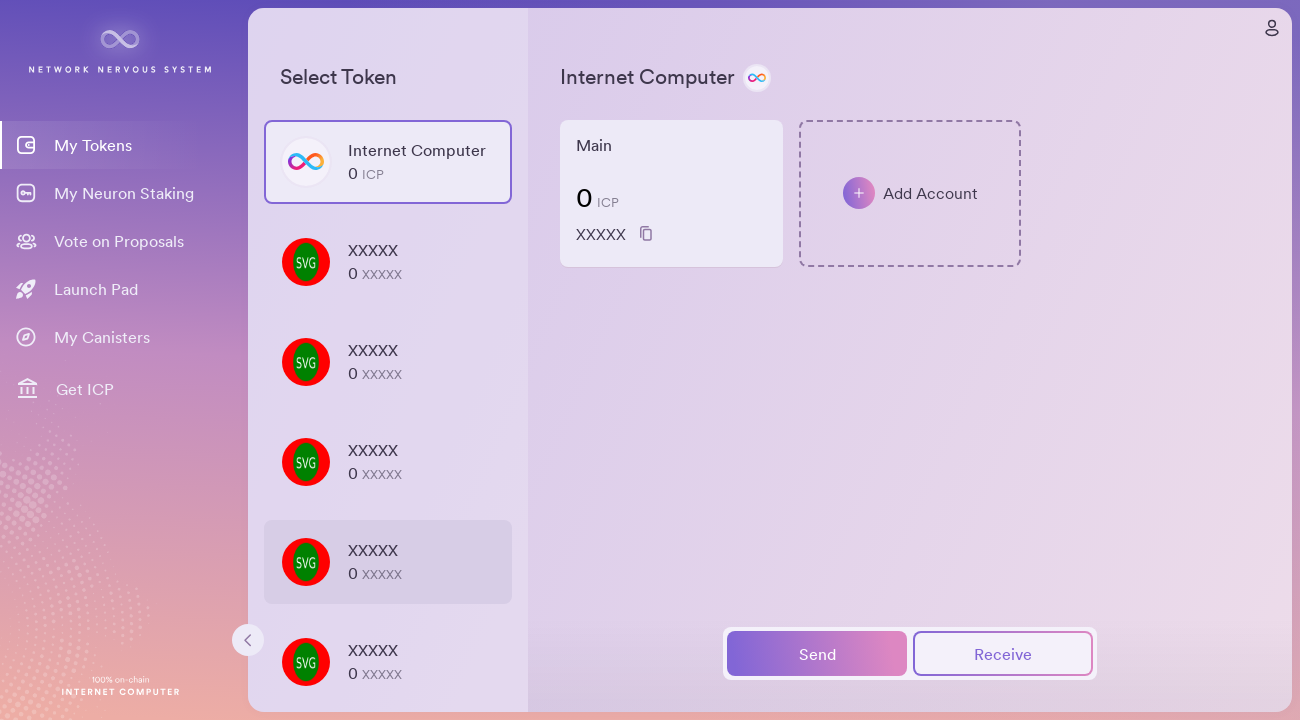 NETWORK NERVOUS SYSTEM
My Tokens
My Neuron Staking
Vote on Proposals
Launch Pad
My Canisters
Get ICP
100% on-chain
INTERNET COMPUTER
Select Token
Internet Computer
0 ICP
XXXXX
0 XXXXX
SVG
XXXXX
0 XXXXX
SVG
XXXXX
0 XXXXX
SVG
XXXXX
0 XXXXX
SVG
XXXXX
0 XXXXX
SVG
Internet Computer
Main
0 ICP
XXXXX
Add Account
Send
Receive